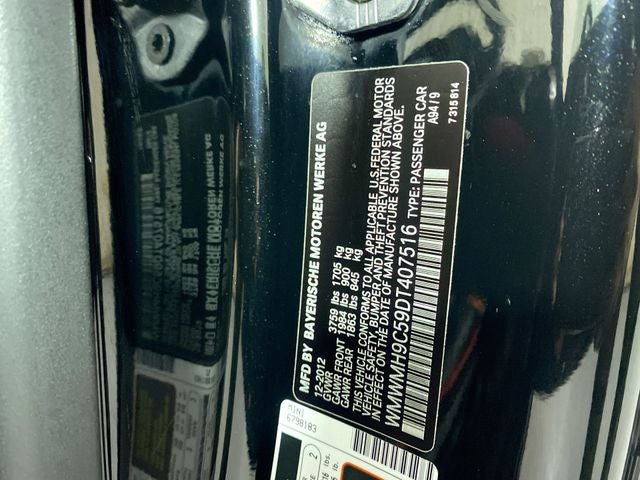 MFD BY BAYERISCHE MOTOREN WERKE AG
12-2012
GVWR 3759 lbs 1705 kg
GAWR FRONT 1984 lbs 900 kg
GAWR REAR 1863 lbs 845 kg
THIS VEHICLE CONFORMS TO ALL APPLICABLE U.S.FEDERAL MOTOR
VEHICLE SAFETY, BUMPER AND THEFT PREVENTION STANDARDS
IN EFFECT ON THE DATE OF MANUFACTURE SHOWN ABOVE.
WMWMH9C59DT407516 TYPE: PASSENGER CAR
A94/9
7 315 814
MINI
6798183
2
lbs.